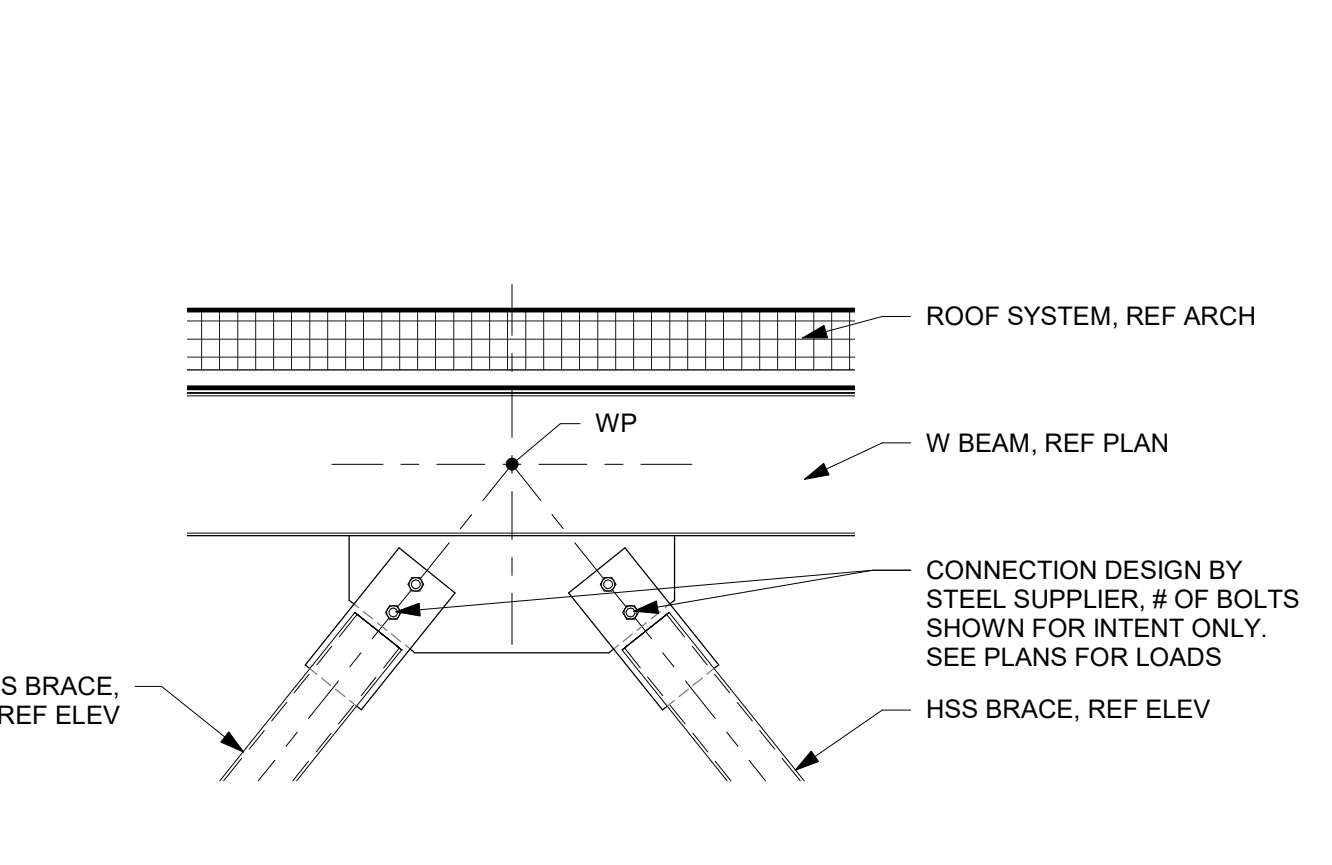 ROOF SYSTEM, REF ARCH
WP
W BEAM, REF PLAN
CONNECTION DESIGN BY
STEEL SUPPLIER, # OF BOLTS
SHOWN FOR INTENT ONLY.
SEE PLANS FOR LOADS
S BRACE,
REF ELEV
HSS BRACE, REF ELEV